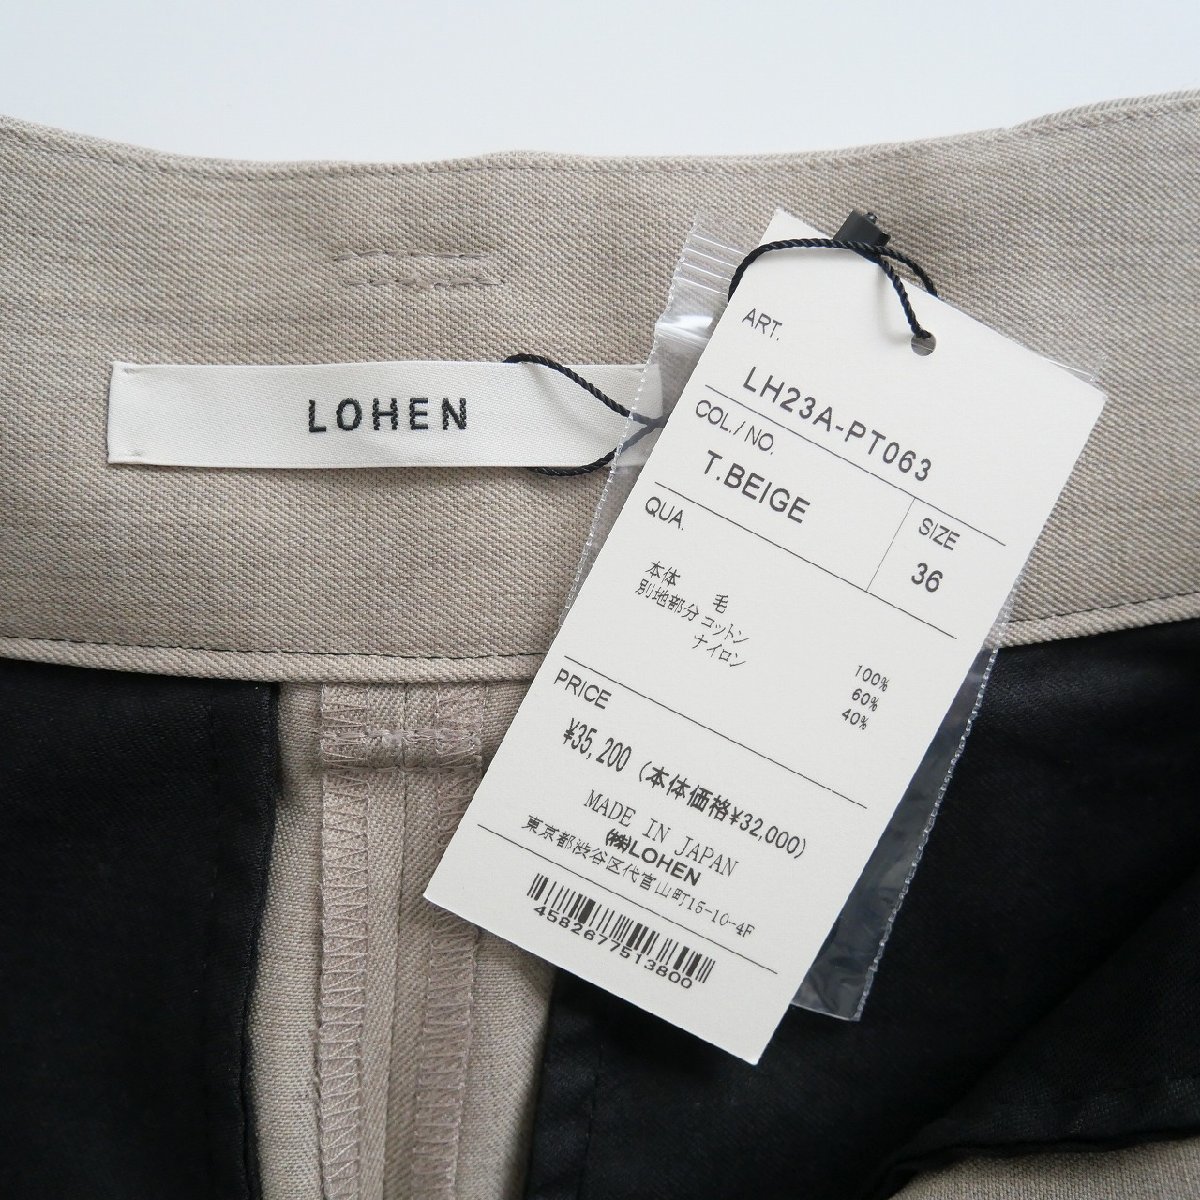 LOHEN
ART.
LH23A-PT063
COL./NO.
T.BEIGE
SIZE
36
QUA.
本体 毛 100%
別地部分 コットン 60%
ナイロン 40%
PRICE
¥35,200 (本体価格¥32,000)
MADE IN JAPAN
㈱LOHEN
東京都渋谷区代官山町15-10-4F
4582677513800